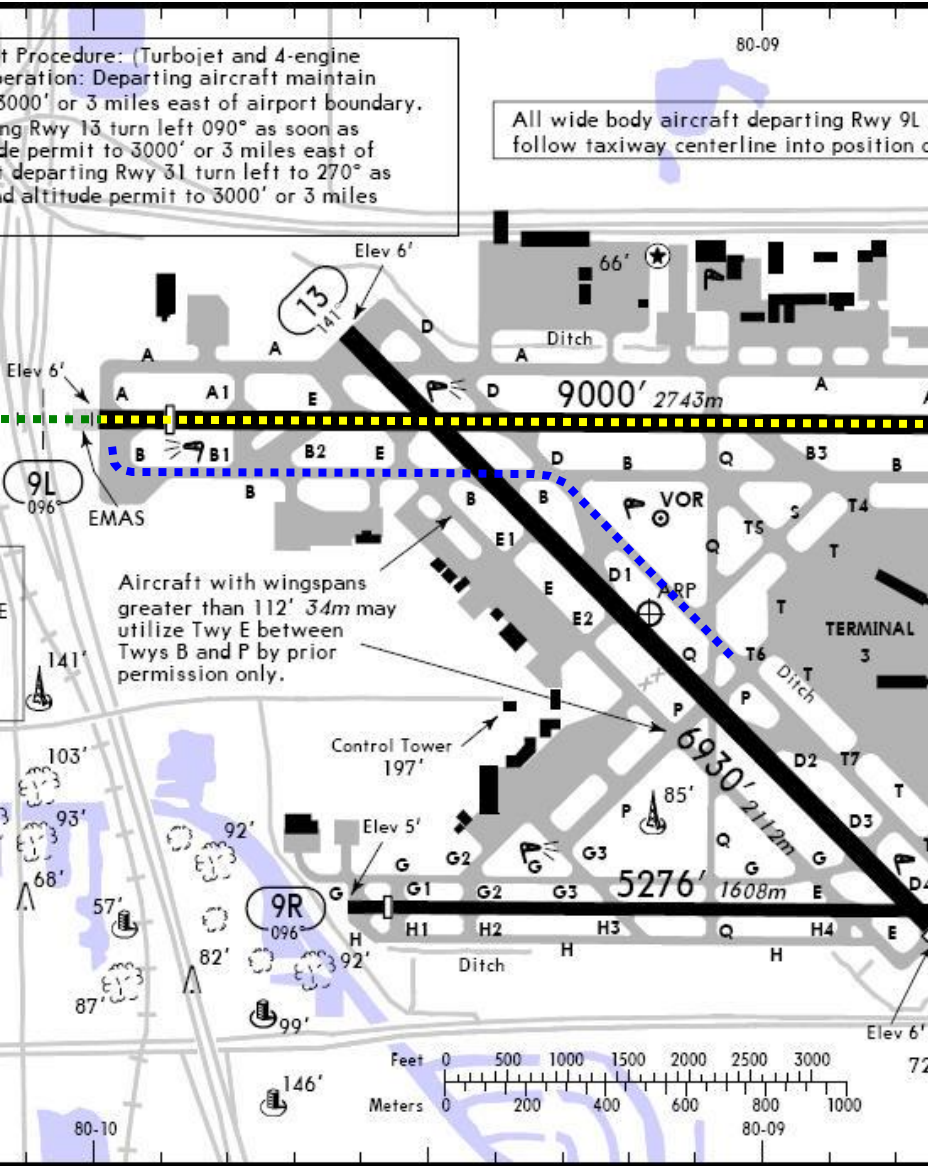 t Procedure: (Turbojet and 4-engine
peration: Departing aircraft maintain
3000' or 3 miles east of airport boundary.
ng Rwy 13 turn left 090° as soon as
de permit to 3000' or 3 miles east of
t departing Rwy 31 turn left to 270° as
nd altitude permit to 3000' or 3 miles
80-09
All wide body aircraft departing Rwy 9L
follow taxiway centerline into position
Elev 6'
13
141°
66'
Ditch
D
A
A
A
Elev 6'
A
A1
E
D
9000' 2743m
A
B
B1
B2
E
D
B
Q
B3
B
9L
096°
EMAS
B
B
B
VOR
T5
S
T4
E1
Q
T
D1
ARP
E
E2
T
TERMINAL
3
Aircraft with wingspans
greater than 112' 34m may
utilize Twy E between
Twys B and P by prior
permission only.
E
141'
Q
T6
T
Ditch
P
P
Control Tower
197'
6930' 2112m
D2
T7
T
103'
93'
92'
68'
57'
Elev 5'
P
85'
D3
T
Q
G
G2
G
G3
G
G
D4
G
G1
G2
G3
5276' 1608m
E
9R
096°
H
H1
H2
H3
Q
H4
E
H
H
Ditch
82'
92'
87'
99'
146'
Elev 6'
72
Feet 0 500 1000 1500 2000 2500 3000
Meters 0 200 400 600 800 1000
80-10
80-09